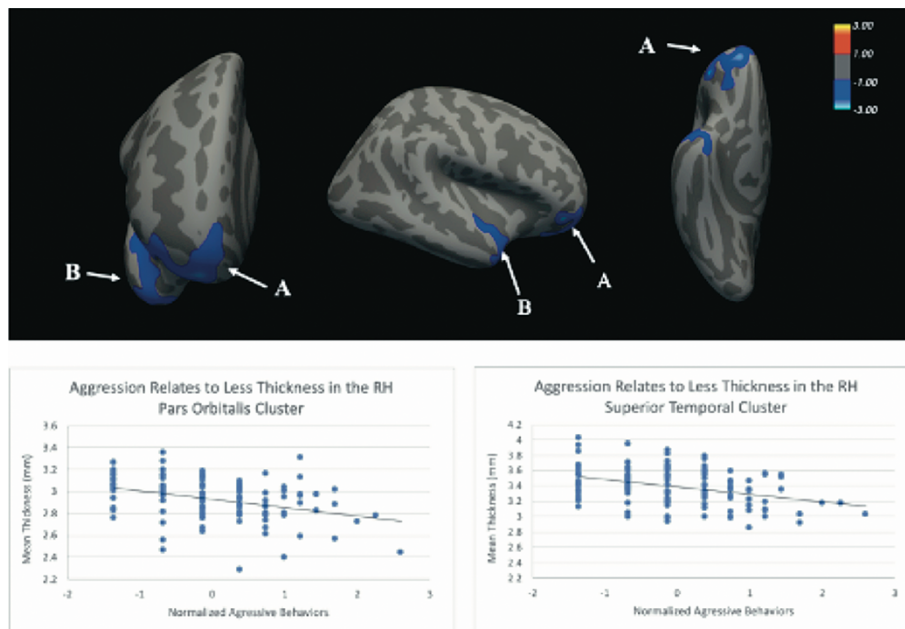 A
3.00
1.00
-1.00
-3.00
B
A
A
B
Aggression Relates to Less Thickness in the RH
Pars Orbitalis Cluster
3.6
3.4
3.2
3
2.8
2.6
2.4
2.2
Mean Thickness (mm)
-2
-1
0
1
2
3
Normalized Agressive Behaviors
Aggression Relates to Less Thickness in the RH
Superior Temporal Cluster
4.2
4
3.8
3.6
3.4
3.2
3
2.8
2.6
2.4
2.2
Mean Thickness (mm)
-2
-1
0
1
2
3
Normalized Agressive Behaviors